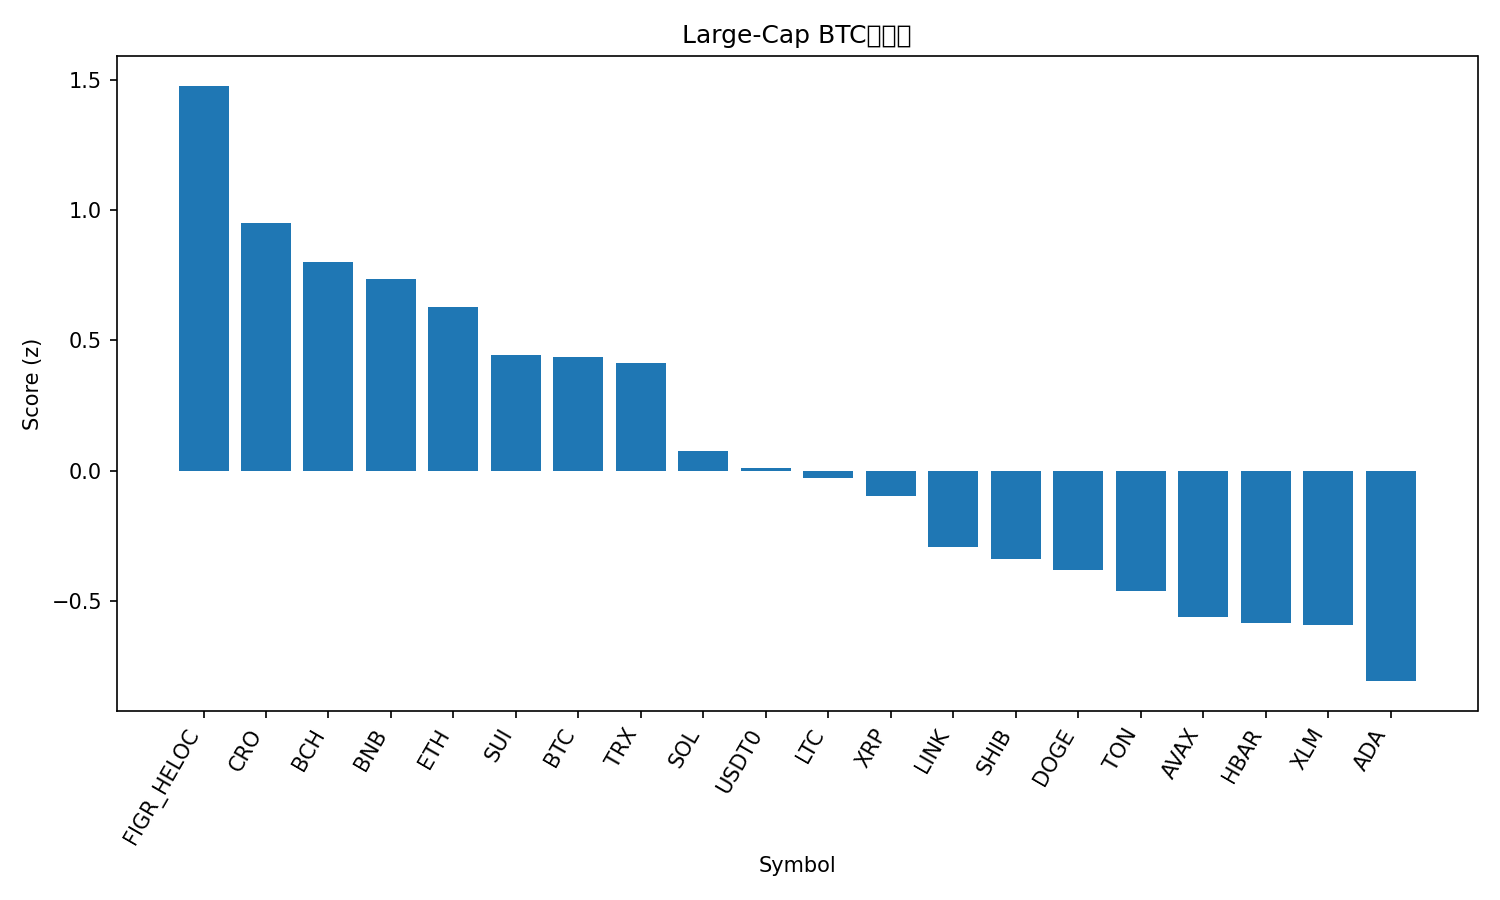 Large-Cap BTC
1.5
1.0
0.5
0.0
−0.5
Score (z)
FIGR_HELOC
CRO
BCH
BNB
ETH
SUI
BTC
TRX
SOL
USDT0
LTC
XRP
LINK
SHIB
DOGE
TON
AVAX
HBAR
XLM
ADA
Symbol